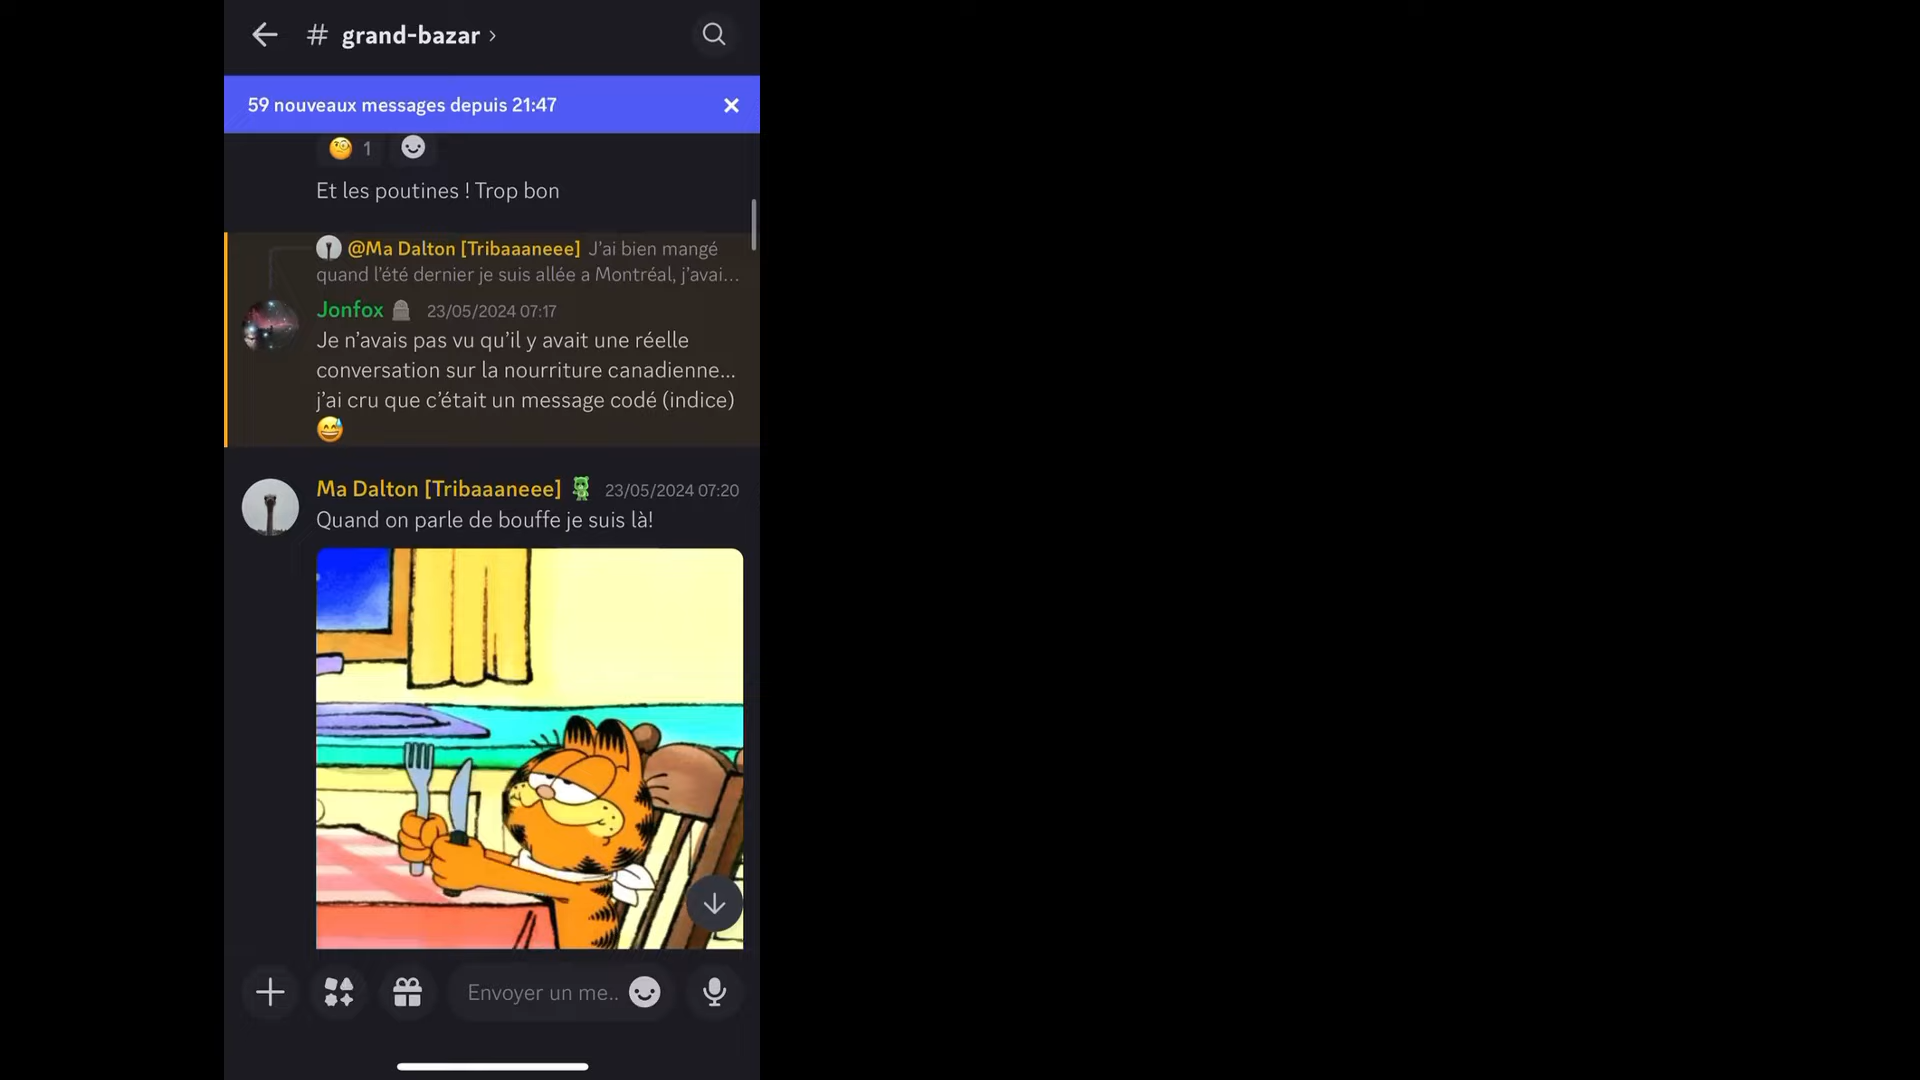 # grand-bazar ›
59 nouveaux messages depuis 21:47
1
Et les poutines ! Trop bon
@Ma Dalton [Tribaaaneee] J'ai bien mangé
quand l'été dernier je suis allée a Montréal, j'avai...
Jonfox 23/05/2024 07:17
Je n'avais pas vu qu'il y avait une réelle
conversation sur la nourriture canadienne...
j'ai cru que c'était un message codé (indice)
Ma Dalton [Tribaaaneee] 23/05/2024 07:20
Quand on parle de bouffe je suis là!
Envoyer un me..